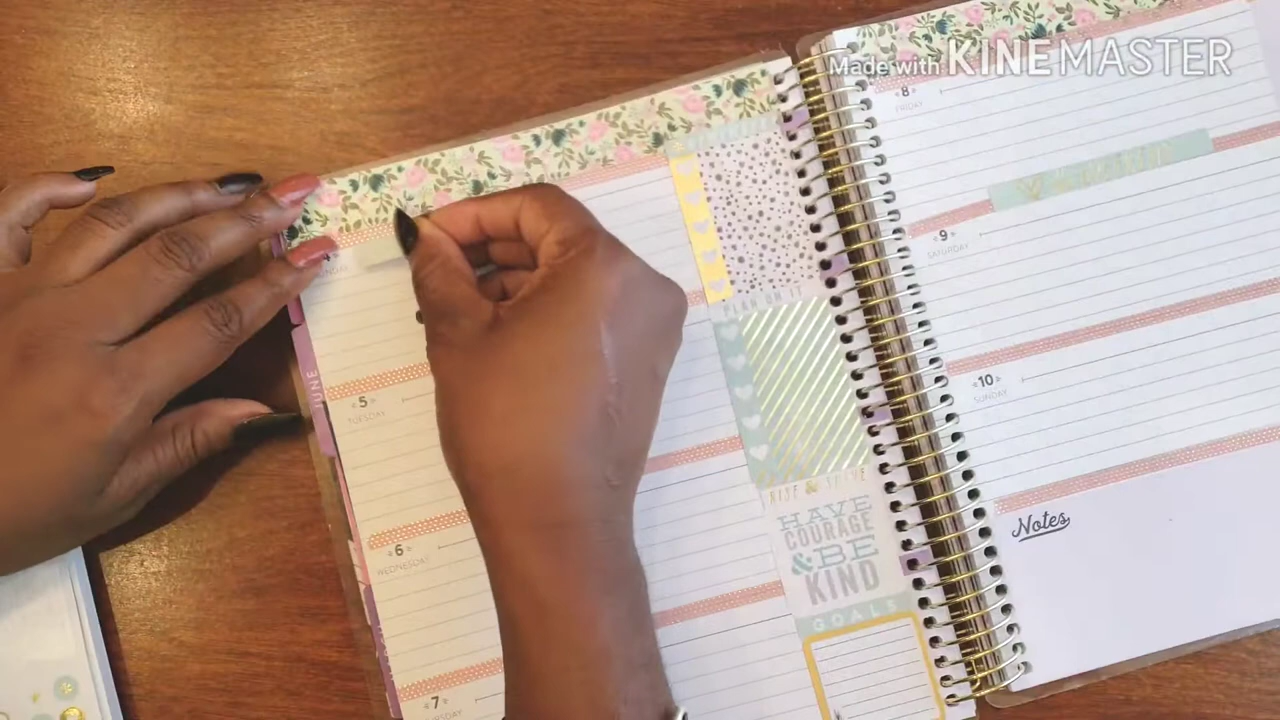 Made with KINEMASTER
JUNE
5
TUESDAY
6
WEDNESDAY
7
PLAN ON IT
RISE & SHINE
HAVE
COURAGE
& BE
KIND
GOALS
8
FRIDAY
9
SATURDAY
10
SUNDAY
Notes